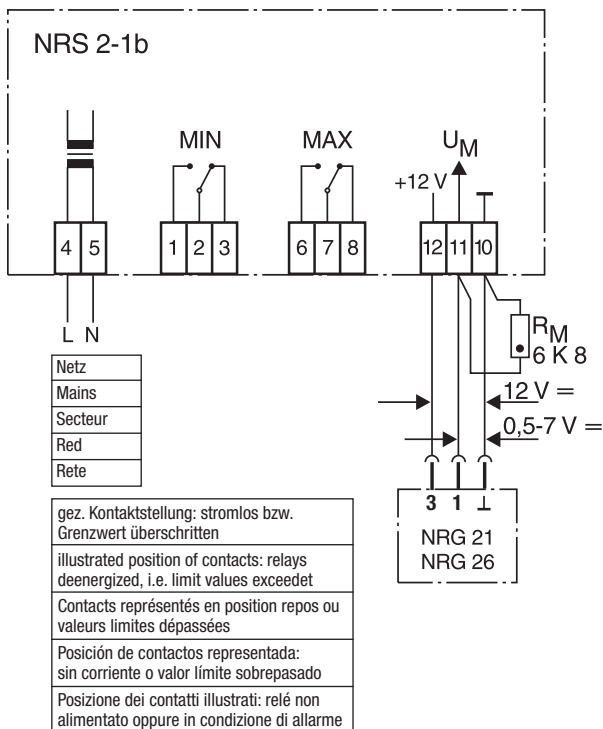 NRS 2-1b
MIN MAX U_M
+12 V
4 5 1 2 3 6 7 8 12 11 10
L N
R_M
6 K 8
12 V =
0,5-7 V =
3 1 ⊥
NRG 21
NRG 26
Netz
Mains
Secteur
Red
Rete
gez. Kontaktstellung: stromlos bzw.
Grenzwert überschritten
illustrated position of contacts: relays
deenergized, i.e. limit values exceedet
Contacts représentés en position repos ou
valeurs limites dépassées
Posición de contactos representada:
sin corriente o valor límite sobrepasado
Posizione dei contatti illustrati: relé non
alimentato oppure in condizione di allarme